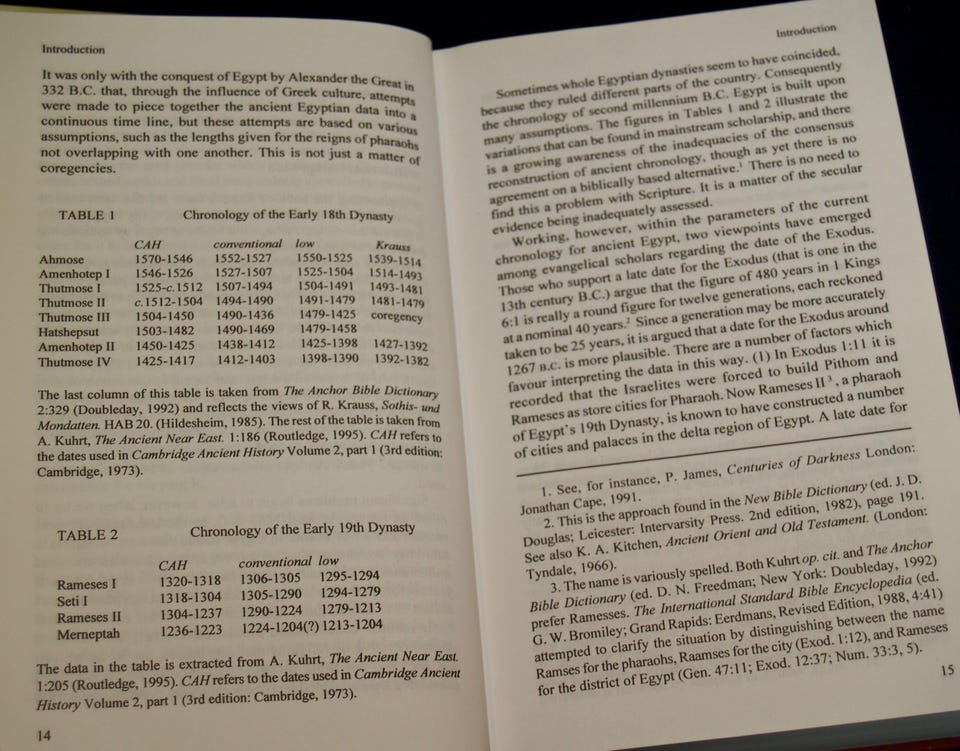 Introduction
It was only with the conquest of Egypt by Alexander the Great in
332 B.C. that, through the influence of Greek culture, attempts
were made to piece together the ancient Egyptian data into a
continuous time line, but these attempts are based on various
assumptions, such as the lengths given for the reigns of pharaohs
not overlapping with one another. This is not just a matter of
coregencies.
TABLE 1 Chronology of the Early 18th Dynasty
CAH conventional low Krauss
Ahmose 1570-1546 1552-1527 1550-1525 1539-1514
Amenhotep I 1546-1526 1527-1507 1525-1504 1514-1493
Thutmose I 1525-c.1512 1507-1494 1504-1491 1493-1481
Thutmose II c.1512-1504 1494-1490 1491-1479 1481-1479
Thutmose III 1504-1450 1490-1436 1479-1425 coregency
Hatshepsut 1503-1482 1490-1469 1479-1458
Amenhotep II 1450-1425 1438-1412 1425-1398 1427-1392
Thutmose IV 1425-1417 1412-1403 1398-1390 1392-1382
The last column of this table is taken from The Anchor Bible Dictionary
2:329 (Doubleday, 1992) and reflects the views of R. Krauss, Sothis- und
Mondatten. HAB 20. (Hildesheim, 1985). The rest of the table is taken from
A. Kuhrt, The Ancient Near East. 1:186 (Routledge, 1995). CAH refers to
the dates used in Cambridge Ancient History Volume 2, part 1 (3rd edition:
Cambridge, 1973).
TABLE 2 Chronology of the Early 19th Dynasty
CAH conventional low
Rameses I 1320-1318 1306-1305 1295-1294
Seti I 1318-1304 1305-1290 1294-1279
Rameses II 1304-1237 1290-1224 1279-1213
Merneptah 1236-1223 1224-1204(?) 1213-1204
The data in the table is extracted from A. Kuhrt, The Ancient Near East.
1:205 (Routledge, 1995). CAH refers to the dates used in Cambridge Ancient
History Volume 2, part 1 (3rd edition: Cambridge, 1973).
14
Introduction
Sometimes whole Egyptian dynasties seem to have coincided,
because they ruled different parts of the country. Consequently
the chronology of second millennium B.C. Egypt is built upon
many assumptions. The figures in Tables 1 and 2 illustrate the
variations that can be found in mainstream scholarship, and there
is a growing awareness of the inadequacies of the consensus
reconstruction of ancient chronology, though as yet there is no
agreement on a biblically based alternative.1 There is no need to
find this a problem with Scripture. It is a matter of the secular
evidence being inadequately assessed.
Working, however, within the parameters of the current
chronology for ancient Egypt, two viewpoints have emerged
among evangelical scholars regarding the date of the Exodus.
Those who support a late date for the Exodus (that is one in the
13th century B.C.) argue that the figure of 480 years in 1 Kings
6:1 is really a round figure for twelve generations, each reckoned
at a nominal 40 years.2 Since a generation may be more accurately
taken to be 25 years, it is argued that a date for the Exodus around
1267 B.C. is more plausible. There are a number of factors which
favour interpreting the data in this way. (1) In Exodus 1:11 it is
recorded that the Israelites were forced to build Pithom and
Rameses as store cities for Pharaoh. Now Rameses II3, a pharaoh
of Egypt's 19th Dynasty, is known to have constructed a number
of cities and palaces in the delta region of Egypt. A late date for
1. See, for instance, P. James, Centuries of Darkness London:
Jonathan Cape, 1991.
2. This is the approach found in the New Bible Dictionary (ed. J. D.
Douglas; Leicester: Intervarsity Press. 2nd edition, 1982), page 191.
See also K. A. Kitchen, Ancient Orient and Old Testament. (London:
Tyndale, 1966).
3. The name is variously spelled. Both Kuhrt op. cit. and The Anchor
Bible Dictionary (ed. D. N. Freedman; New York: Doubleday, 1992)
prefer Ramesses. The International Standard Bible Encyclopedia (ed.
G. W. Bromiley; Grand Rapids: Eerdmans, Revised Edition, 1988, 4:41)
attempted to clarify the situation by distinguishing between the name
Ramses for the pharaohs, Raamses for the city (Exod. 1:12), and Rameses
for the district of Egypt (Gen. 47:11; Exod. 12:37; Num. 33:3, 5).
15